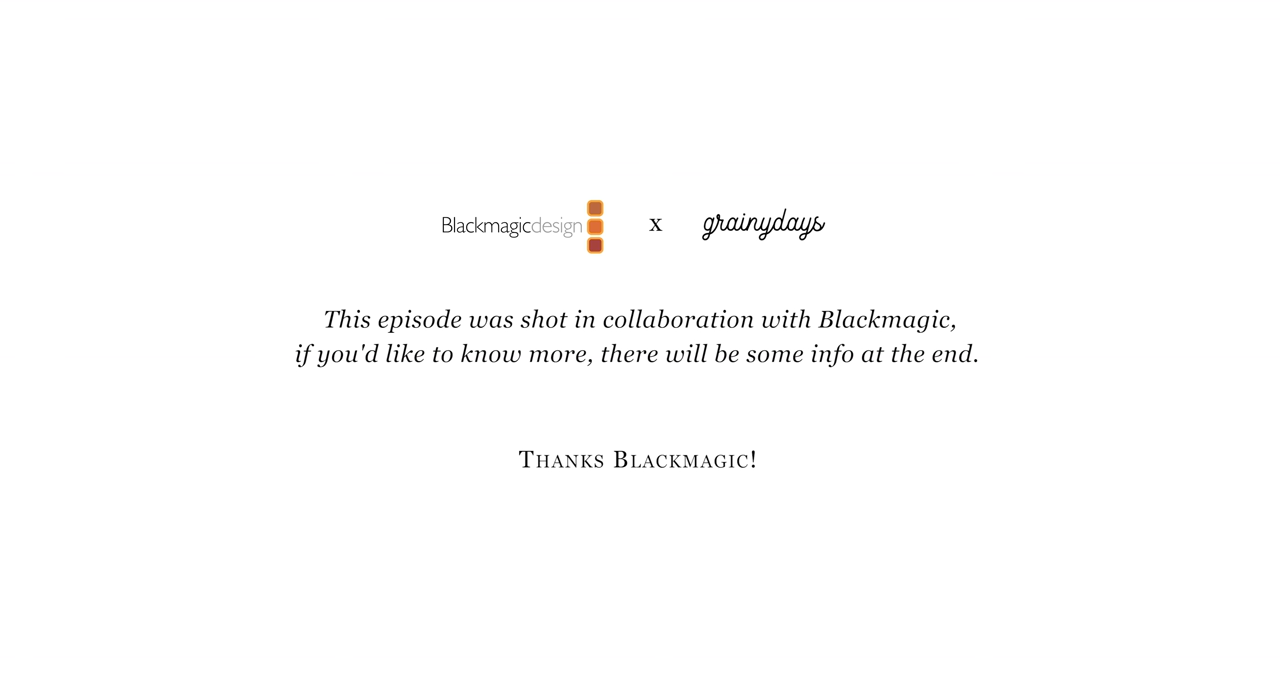 Blackmagicdesign x grainydays
This episode was shot in collaboration with Blackmagic,
if you'd like to know more, there will be some info at the end.
THANKS BLACKMAGIC!